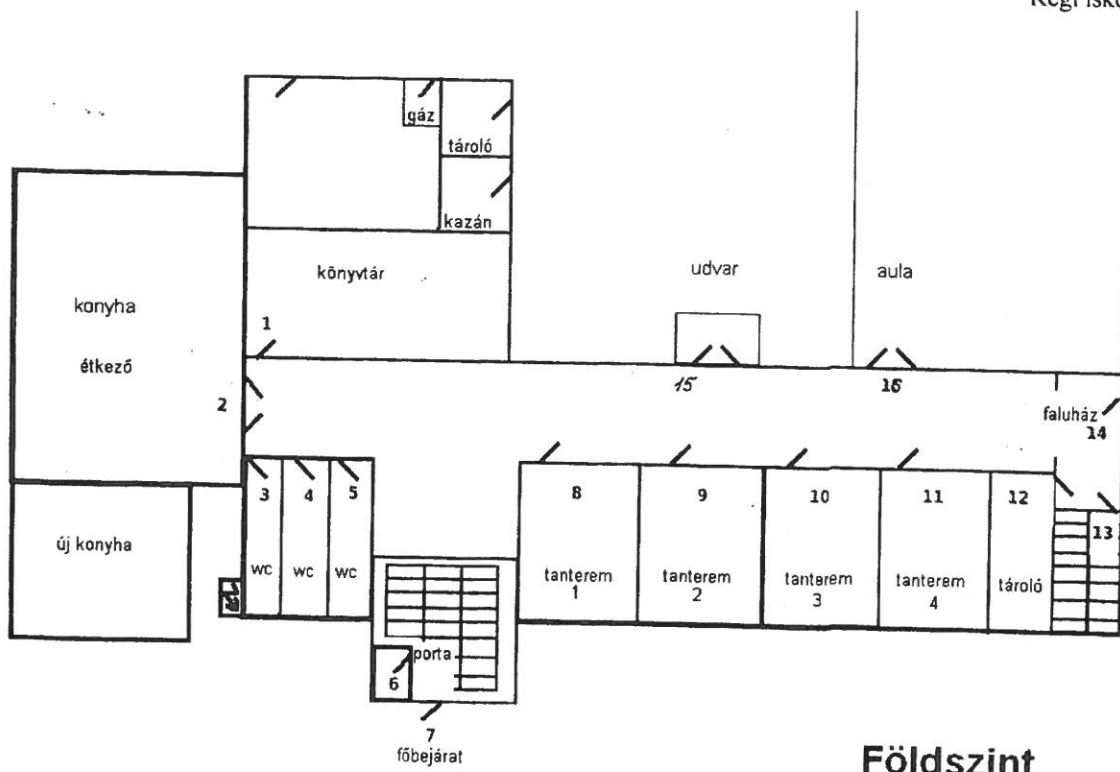 Régi isk
gáz
tároló
kazán
könyvtár
udvar
aula
konyha
étkező
1
2
15
16
faluház
14
3
4
5
8
9
10
11
12
13
új konyha
wc
wc
wc
tanterem
1
tanterem
2
tanterem
3
tanterem
4
tároló
porta
6
7
főbejárat
Földszint